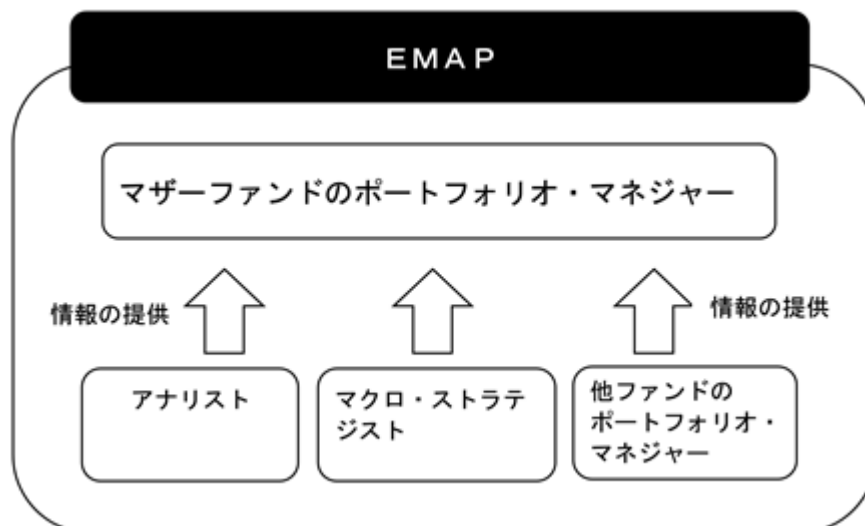 ＥＭＡＰ
マザーファンドのポートフォリオ・マネジャー
情報の提供
情報の提供
アナリスト
マクロ・ストラテ
ジスト
他ファンドの
ポートフォリオ・
マネジャー